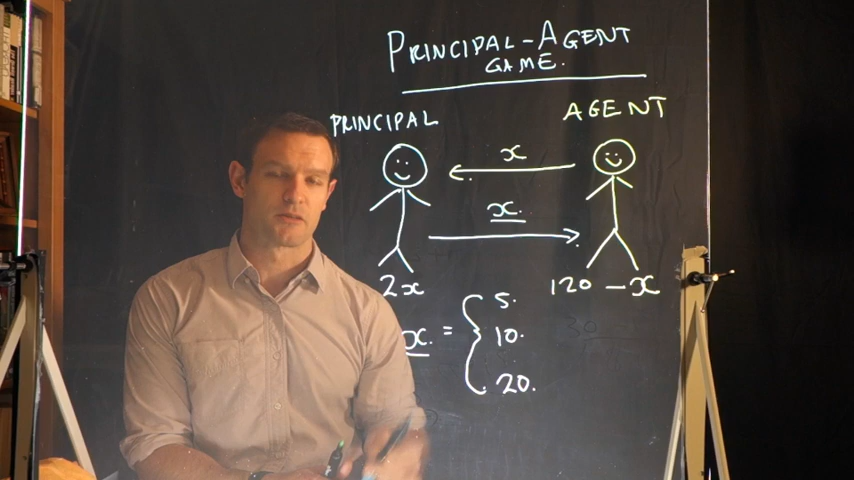 PRINCIPAL-AGENT
GAME.
PRINCIPAL
AGENT
x
x.
2x
120 - x
x. = { 5.
10.
20.